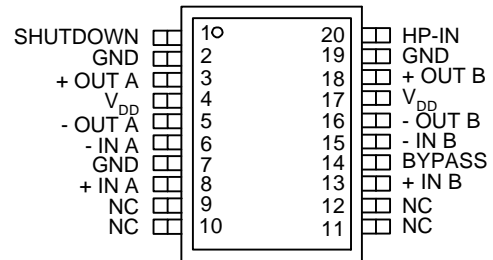 SHUTDOWN 1 20 HP-IN
GND 2 19 GND
+ OUT A 3 18 + OUT B
VDD 4 17 VDD
- OUT A 5 16 - OUT B
- IN A 6 15 - IN B
GND 7 14 BYPASS
+ IN A 8 13 + IN B
NC 9 12 NC
NC 10 11 NC